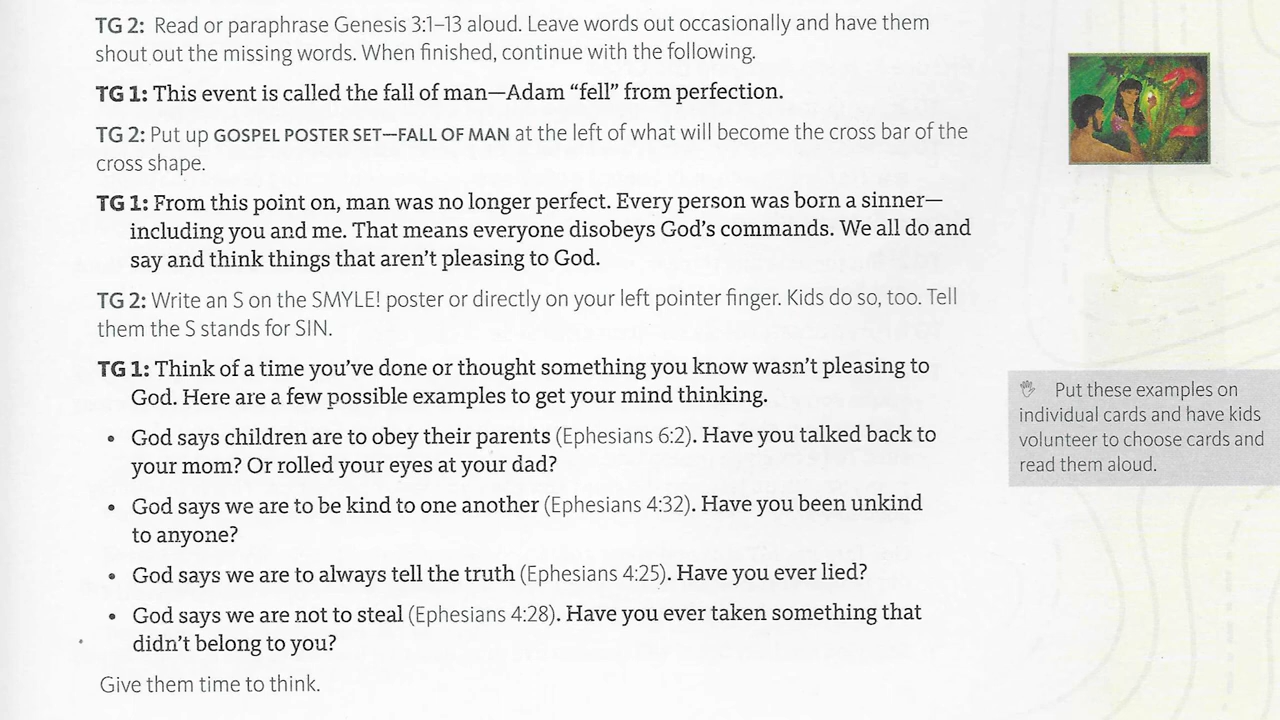 TG 2: Read or paraphrase Genesis 3:1–13 aloud. Leave words out occasionally and have them
shout out the missing words. When finished, continue with the following.
TG 1: This event is called the fall of man—Adam “fell” from perfection.
TG 2: Put up GOSPEL POSTER SET—FALL OF MAN at the left of what will become the cross bar of the
cross shape.
TG 1: From this point on, man was no longer perfect. Every person was born a sinner—
including you and me. That means everyone disobeys God’s commands. We all do and
say and think things that aren’t pleasing to God.
TG 2: Write an S on the SMYLE! poster or directly on your left pointer finger. Kids do so, too. Tell
them the S stands for SIN.
TG 1: Think of a time you’ve done or thought something you know wasn’t pleasing to
God. Here are a few possible examples to get your mind thinking.
• God says children are to obey their parents (Ephesians 6:2). Have you talked back to
your mom? Or rolled your eyes at your dad?
• God says we are to be kind to one another (Ephesians 4:32). Have you been unkind
to anyone?
• God says we are to always tell the truth (Ephesians 4:25). Have you ever lied?
• God says we are not to steal (Ephesians 4:28). Have you ever taken something that
didn’t belong to you?
Give them time to think.
Put these examples on
individual cards and have kids
volunteer to choose cards and
read them aloud.